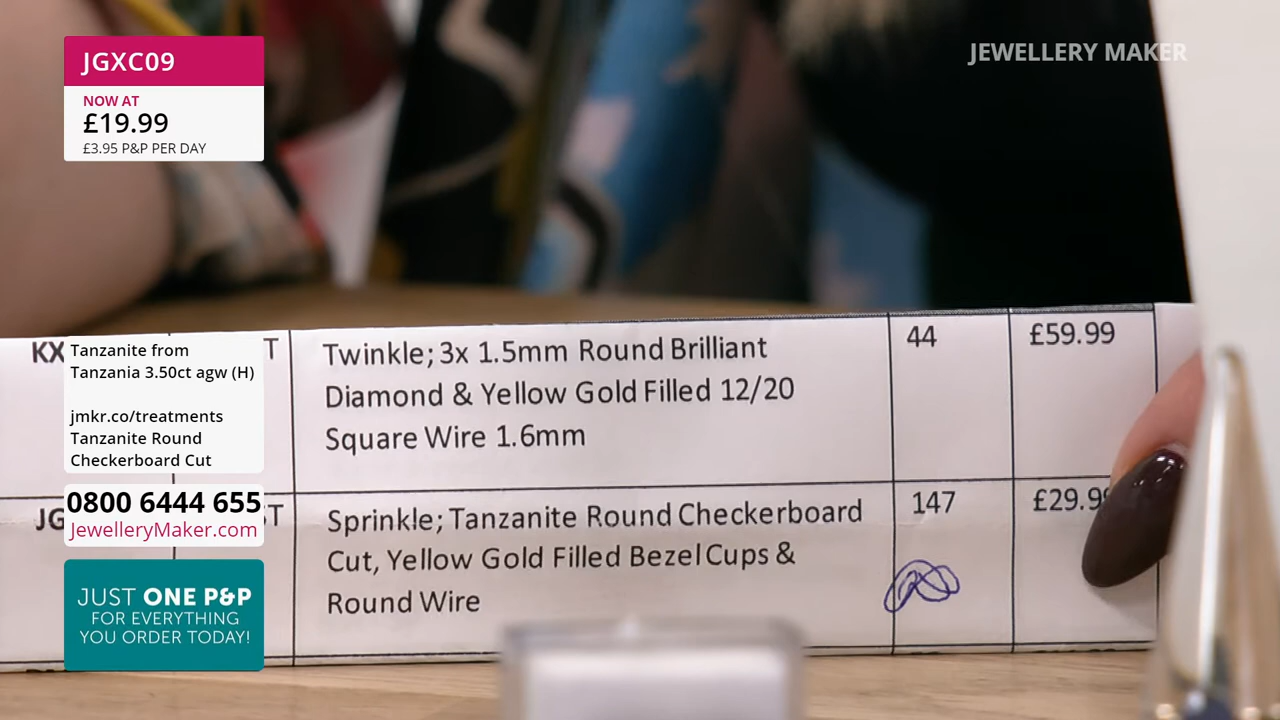 JGXC09
NOW AT
£19.99
£3.95 P&P PER DAY
JEWELLERY MAKER
Tanzanite from
Tanzania 3.50ct agw (H)
jmkr.co/treatments
Tanzanite Round
Checkerboard Cut
0800 6444 655
JewelleryMaker.com
JUST ONE P&P
FOR EVERYTHING
YOU ORDER TODAY!
Twinkle; 3x 1.5mm Round Brilliant
Diamond & Yellow Gold Filled 12/20
Square Wire 1.6mm
44
£59.99
Sprinkle; Tanzanite Round Checkerboard
Cut, Yellow Gold Filled Bezel Cups &
Round Wire
147
£29.99